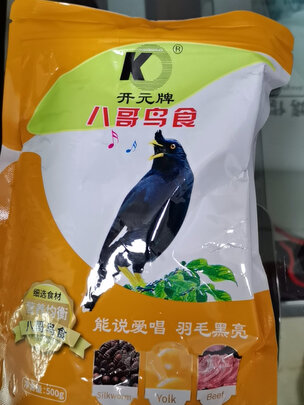 KO
®
开元牌
八哥鸟食
细选食材
八哥鸟食
能说爱唱 羽毛黑亮
Silkworm
Yolk
Beef
500g